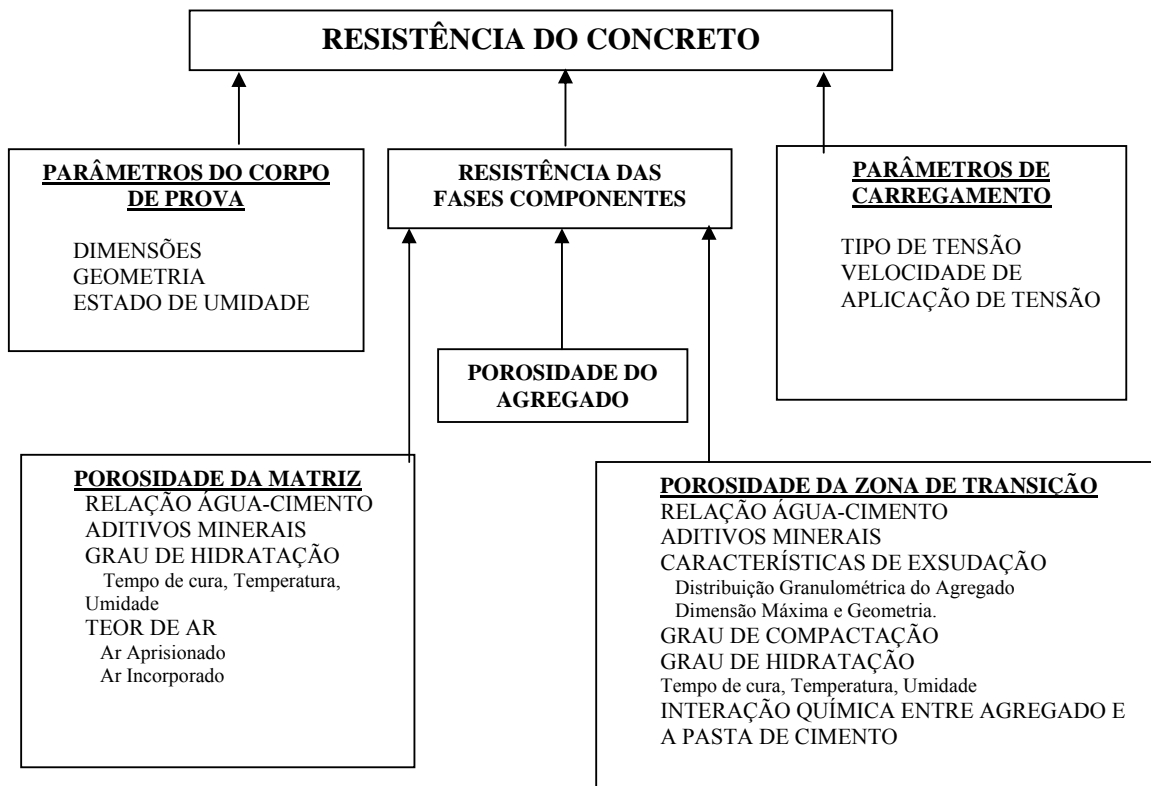 RESISTÊNCIA DO CONCRETO
PARÂMETROS DO CORPO
DE PROVA
DIMENSÕES
GEOMETRIA
ESTADO DE UMIDADE
RESISTÊNCIA DAS
FASES COMPONENTES
PARÂMETROS DE
CARREGAMENTO
TIPO DE TENSÃO
VELOCIDADE DE
APLICAÇÃO DE TENSÃO
POROSIDADE DO
AGREGADO
POROSIDADE DA MATRIZ
RELAÇÃO ÁGUA-CIMENTO
ADITIVOS MINERAIS
GRAU DE HIDRATAÇÃO
Tempo de cura, Temperatura,
Umidade
TEOR DE AR
Ar Aprisionado
Ar Incorporado
POROSIDADE DA ZONA DE TRANSIÇÃO
RELAÇÃO ÁGUA-CIMENTO
ADITIVOS MINERAIS
CARACTERÍSTICAS DE EXSUDAÇÃO
Distribuição Granulométrica do Agregado
Dimensão Máxima e Geometria.
GRAU DE COMPACTAÇÃO
GRAU DE HIDRATAÇÃO
Tempo de cura, Temperatura, Umidade
INTERAÇÃO QUÍMICA ENTRE AGREGADO E
A PASTA DE CIMENTO